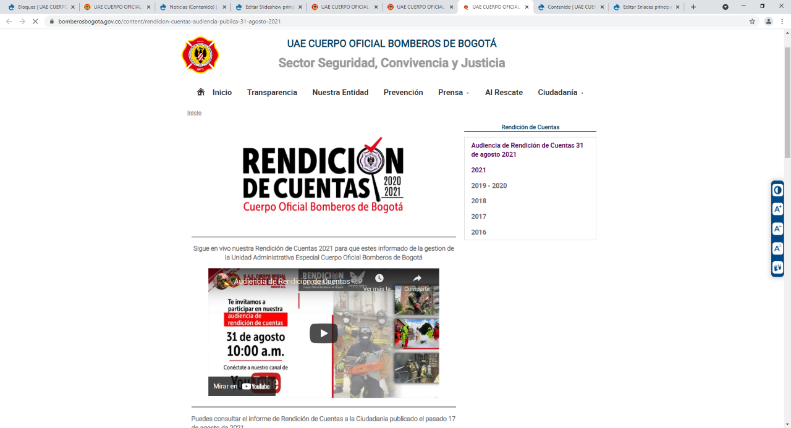 Bloques | UAE CUERPO
UAE CUERPO OFICIAL
Noticias (Contenido) |
Editar Slideshow princip
UAE CUERPO OFICIAL
UAE CUERPO OFICIAL
UAE CUERPO OFICIAL
Contenido | UAE CUE
Editar Enlaces principa
bomberosbogota.gov.co/content/rendicion-cuentas-audiencia-publica-31-agosto-2021
UAE CUERPO OFICIAL BOMBEROS DE BOGOTÁ
Sector Seguridad, Convivencia y Justicia
Inicio Transparencia Nuestra Entidad Prevención Prensa Al Rescate Ciudadanía
Inicio
RENDICIÓN
DE CUENTAS 2020
2021
Cuerpo Oficial Bomberos de Bogotá
Sigue en vivo nuestra Rendición de Cuentas 2021 para que estes informado de la gestion de
la Unidad Administrativa Especial Cuerpo Oficial Bomberos de Bogotá
Audiencia de Rendición de Cuentas
Ver más ta...
Compartir
Te invitamos a
participar en nuestra
audiencia de
rendición de cuentas
31 de agosto
10:00 a.m.
Conéctate a nuestro canal de
Mirar en YouTube
Puedes consultar el informe de Rendición de Cuentas a la Ciudadanía publicado el pasado 17
de agosto de 2021
Rendición de Cuentas
Audiencia de Rendición de Cuentas 31
de agosto 2021
2021
2019 - 2020
2018
2017
2016
A+
A-